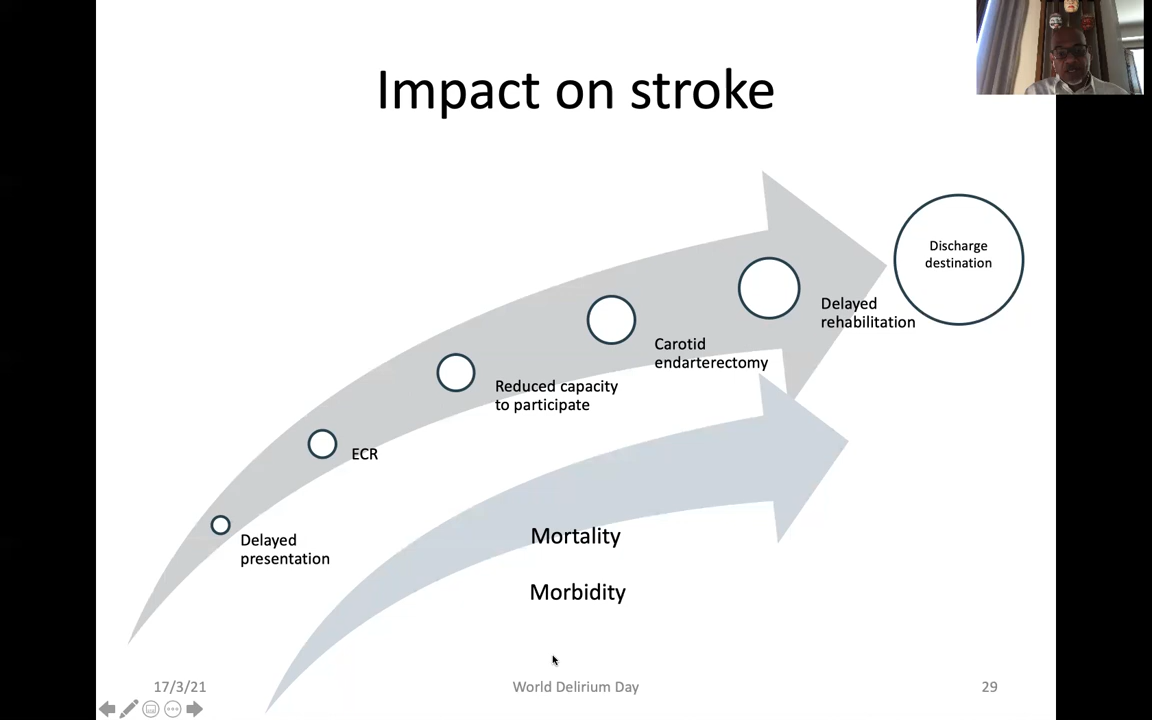 Impact on stroke
Discharge
destination
Delayed
rehabilitation
Carotid
endarterectomy
Reduced capacity
to participate
ECR
Delayed
presentation
Mortality
Morbidity
17/3/21
World Delirium Day
29